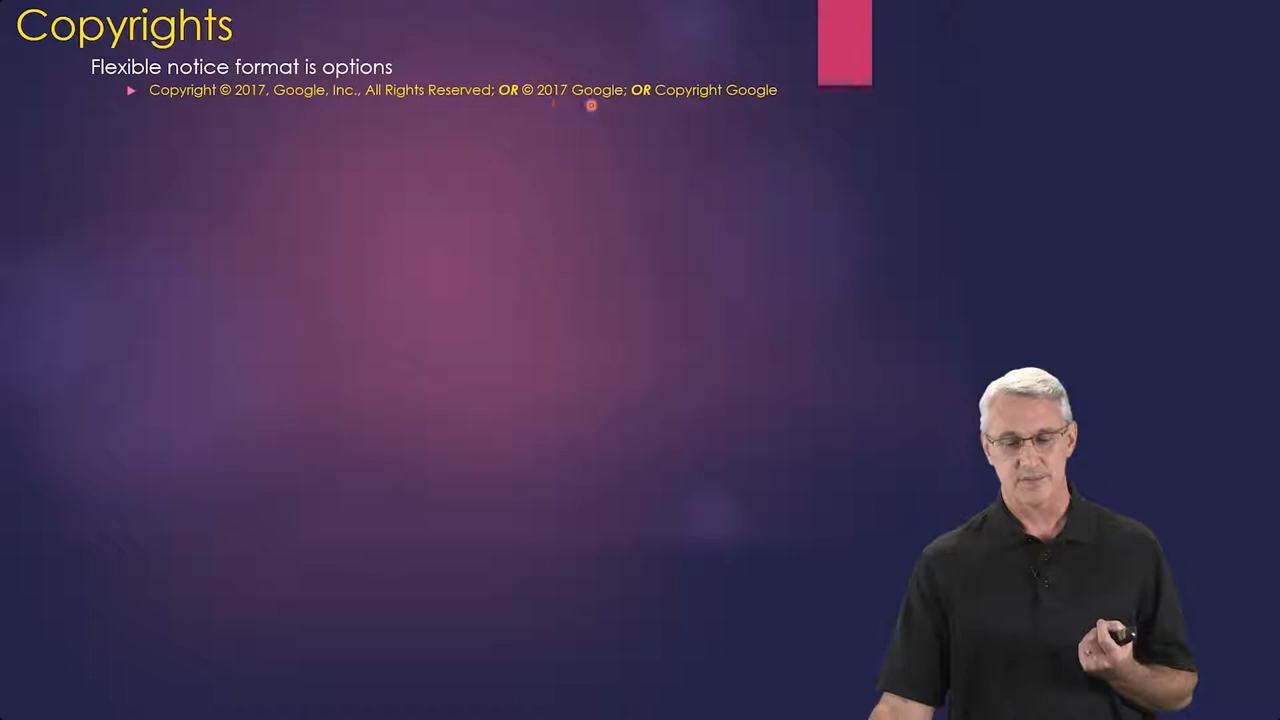 Copyrights
Flexible notice format is options
Copyright © 2017, Google, Inc., All Rights Reserved; OR © 2017 Google; OR Copyright Google